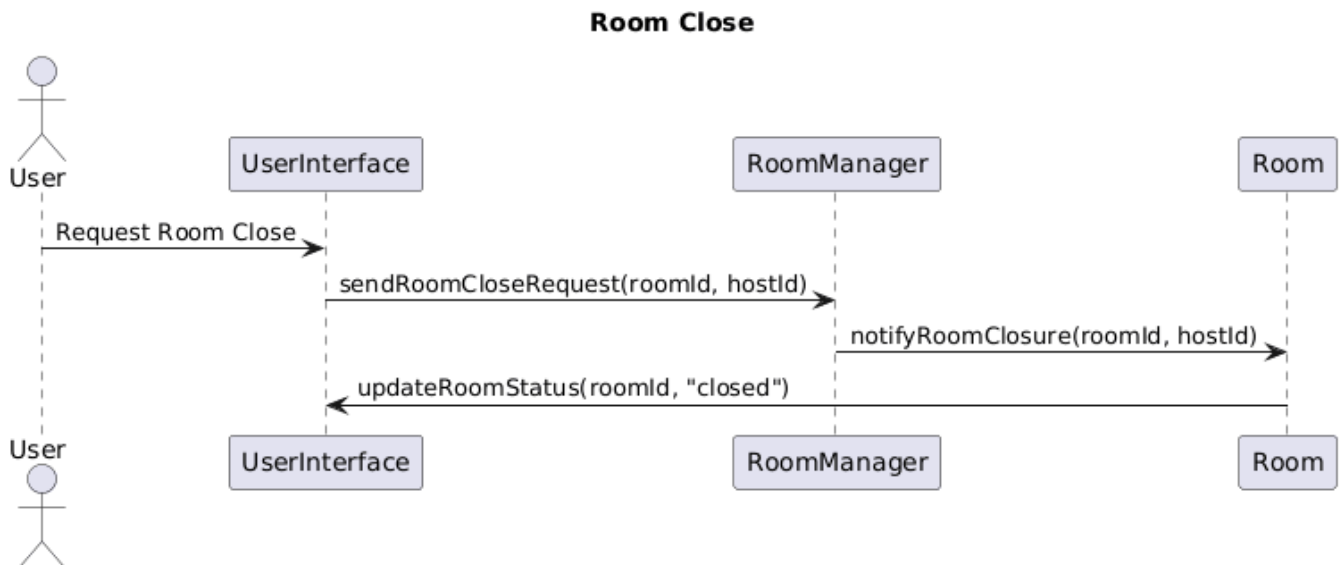 Room Close
User
UserInterface
RoomManager
Room
Request Room Close
sendRoomCloseRequest(roomId, hostId)
notifyRoomClosure(roomId, hostId)
updateRoomStatus(roomId, "closed")
User
UserInterface
RoomManager
Room